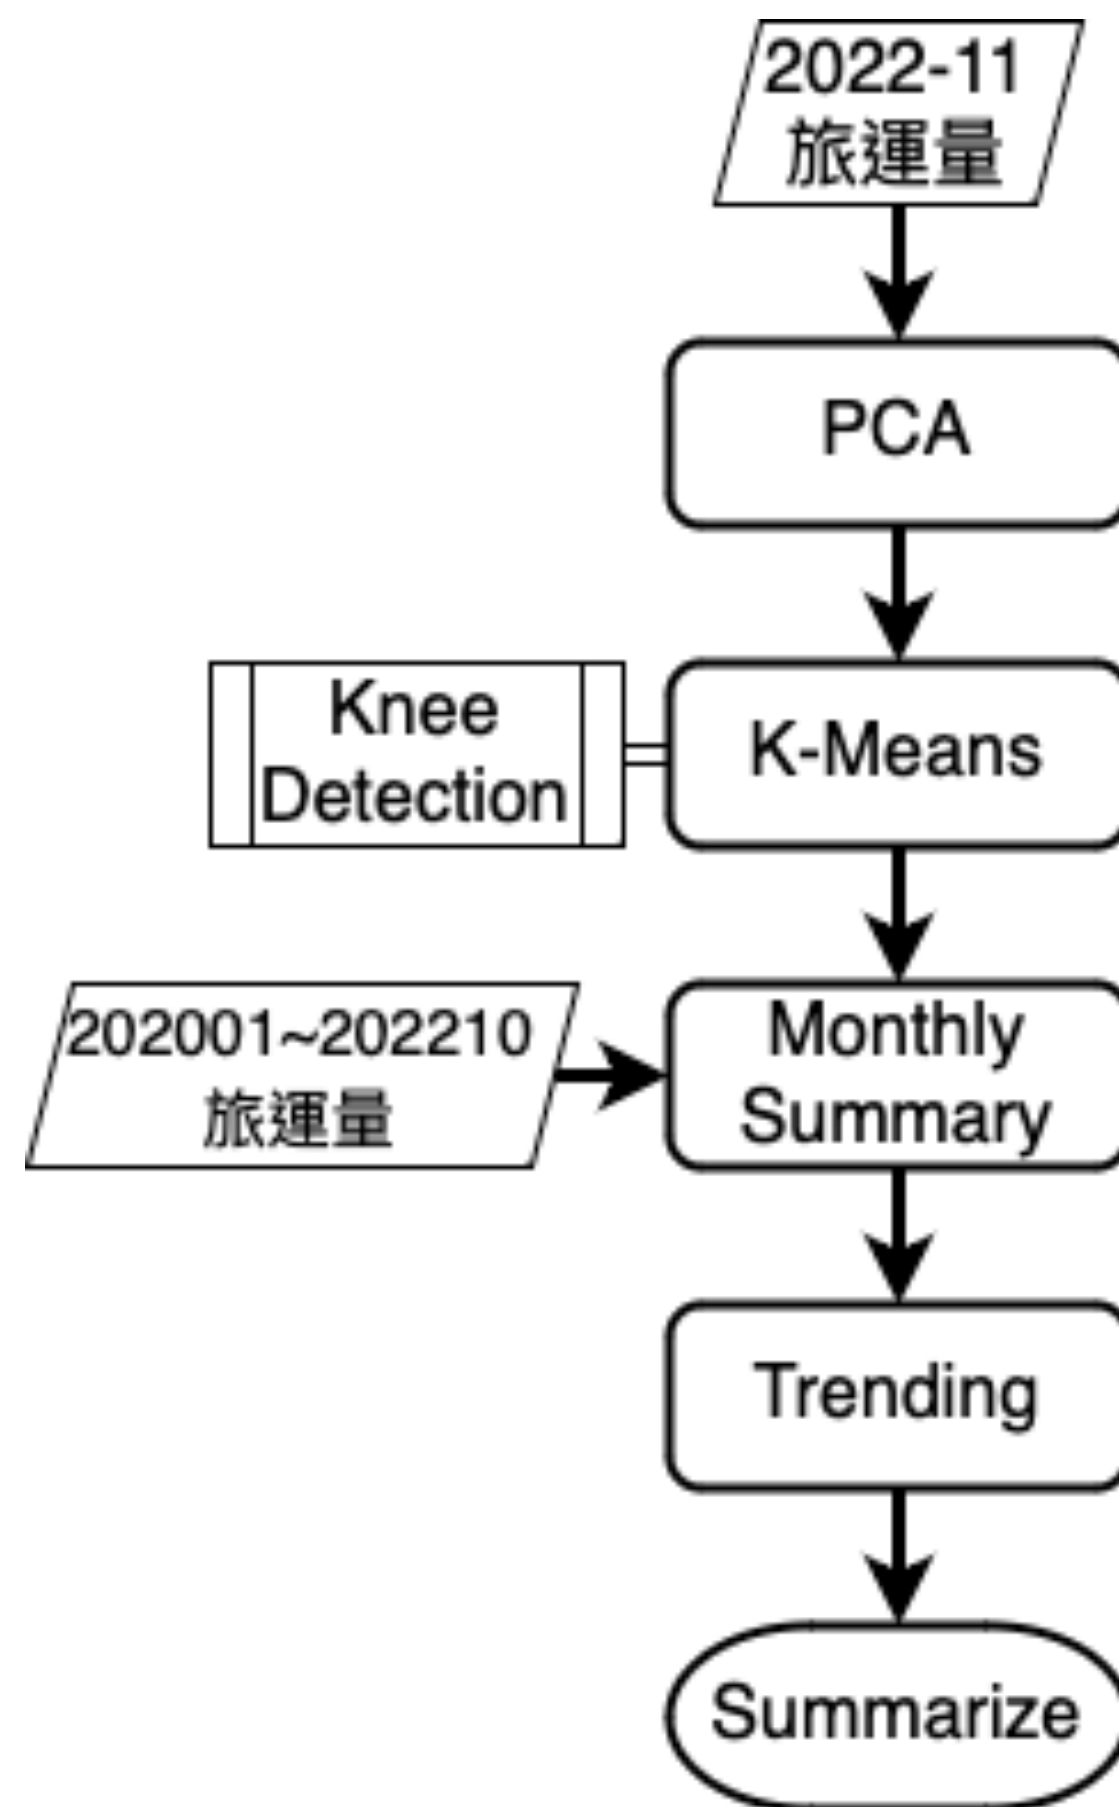 2022-11
旅運量
PCA
Knee
Detection
K-Means
202001~202210
旅運量
Monthly
Summary
Trending
Summarize